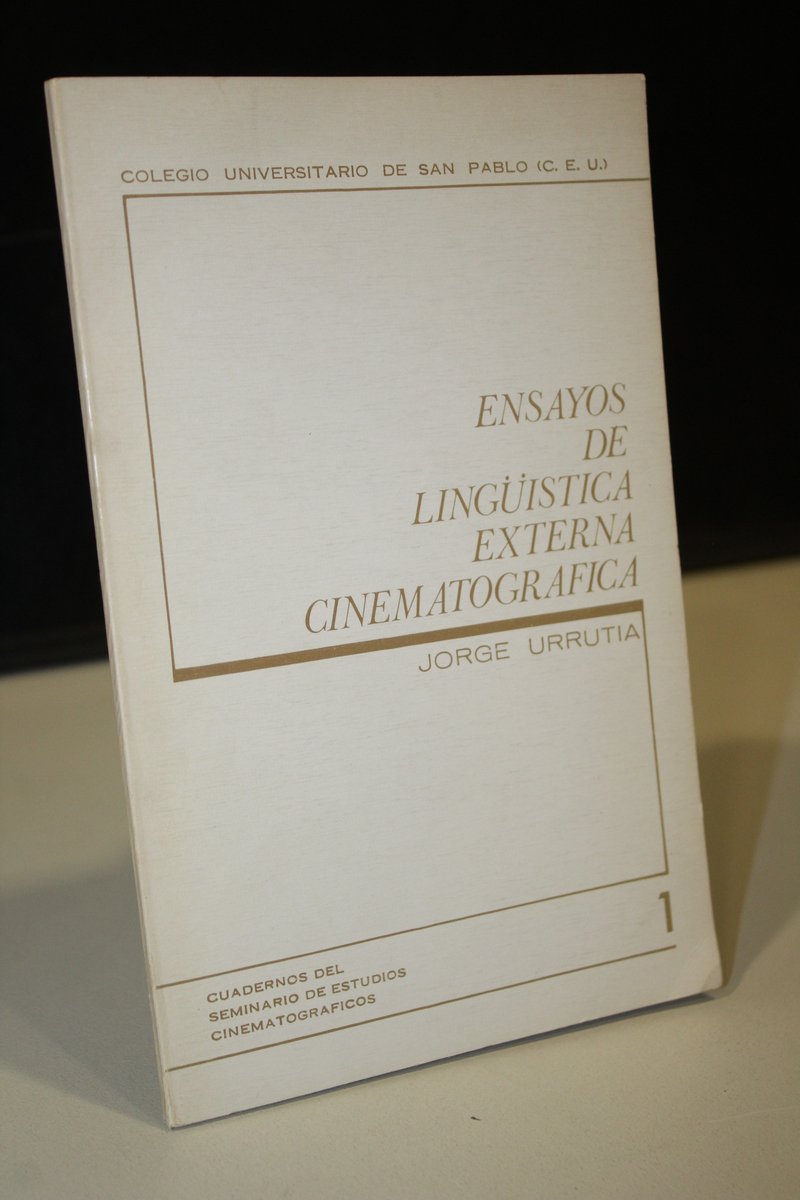 COLEGIO UNIVERSITARIO DE SAN PABLO (C. E. U.)
ENSAYOS
DE
LINGÜISTICA
EXTERNA
CINEMATOGRAFICA
JORGE URRUTIA
1
CUADERNOS DEL
SEMINARIO DE ESTUDIOS
CINEMATOGRAFICOS